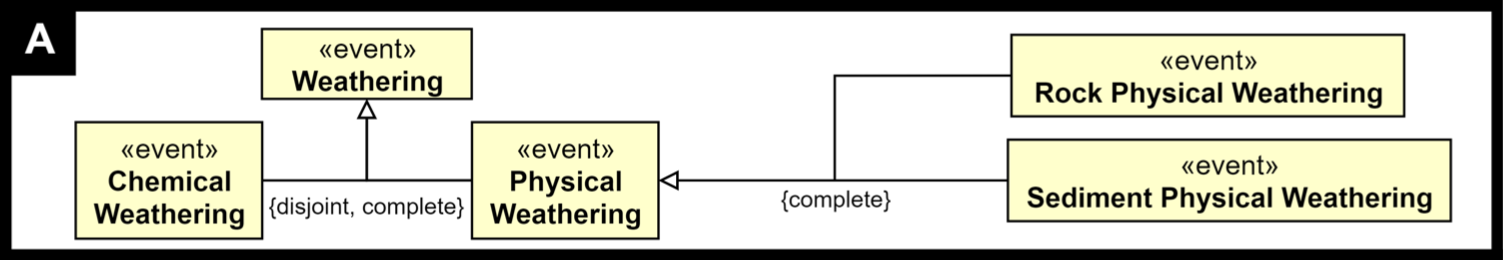 A
«event»
Weathering
«event»
Chemical
Weathering
{disjoint, complete}
«event»
Physical
Weathering
{complete}
«event»
Rock Physical Weathering
«event»
Sediment Physical Weathering